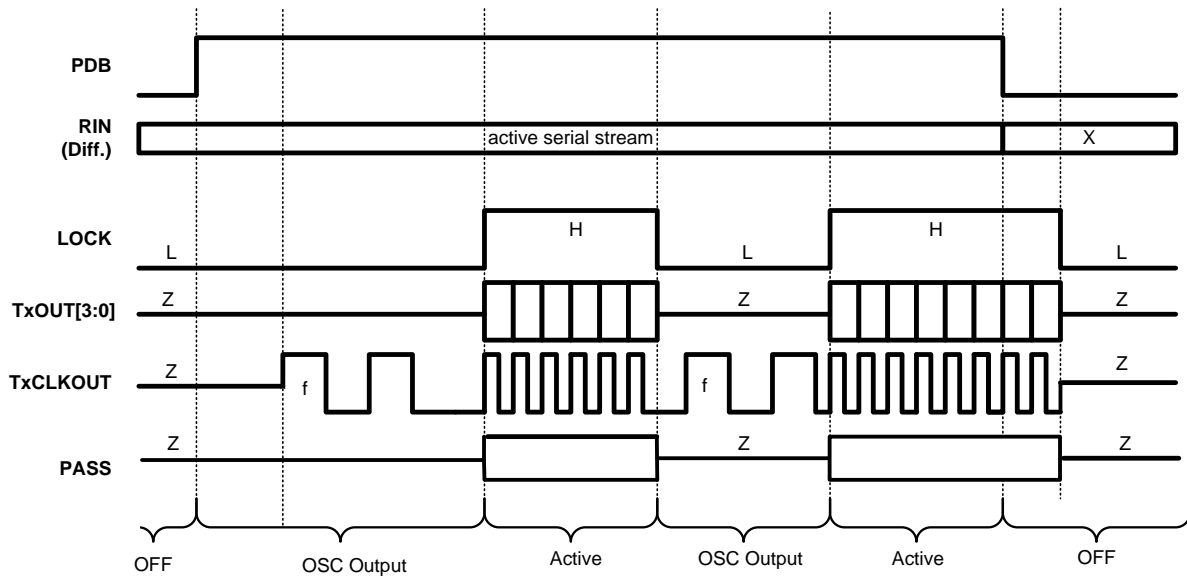 PDB
RIN
(Diff.)
active serial stream
X
LOCK
L
H
L
H
L
TxOUT[3:0]
Z
Z
Z
TxCLKOUT
Z
f
f
Z
PASS
Z
Z
Z
OFF
OSC Output
Active
OSC Output
Active
OFF